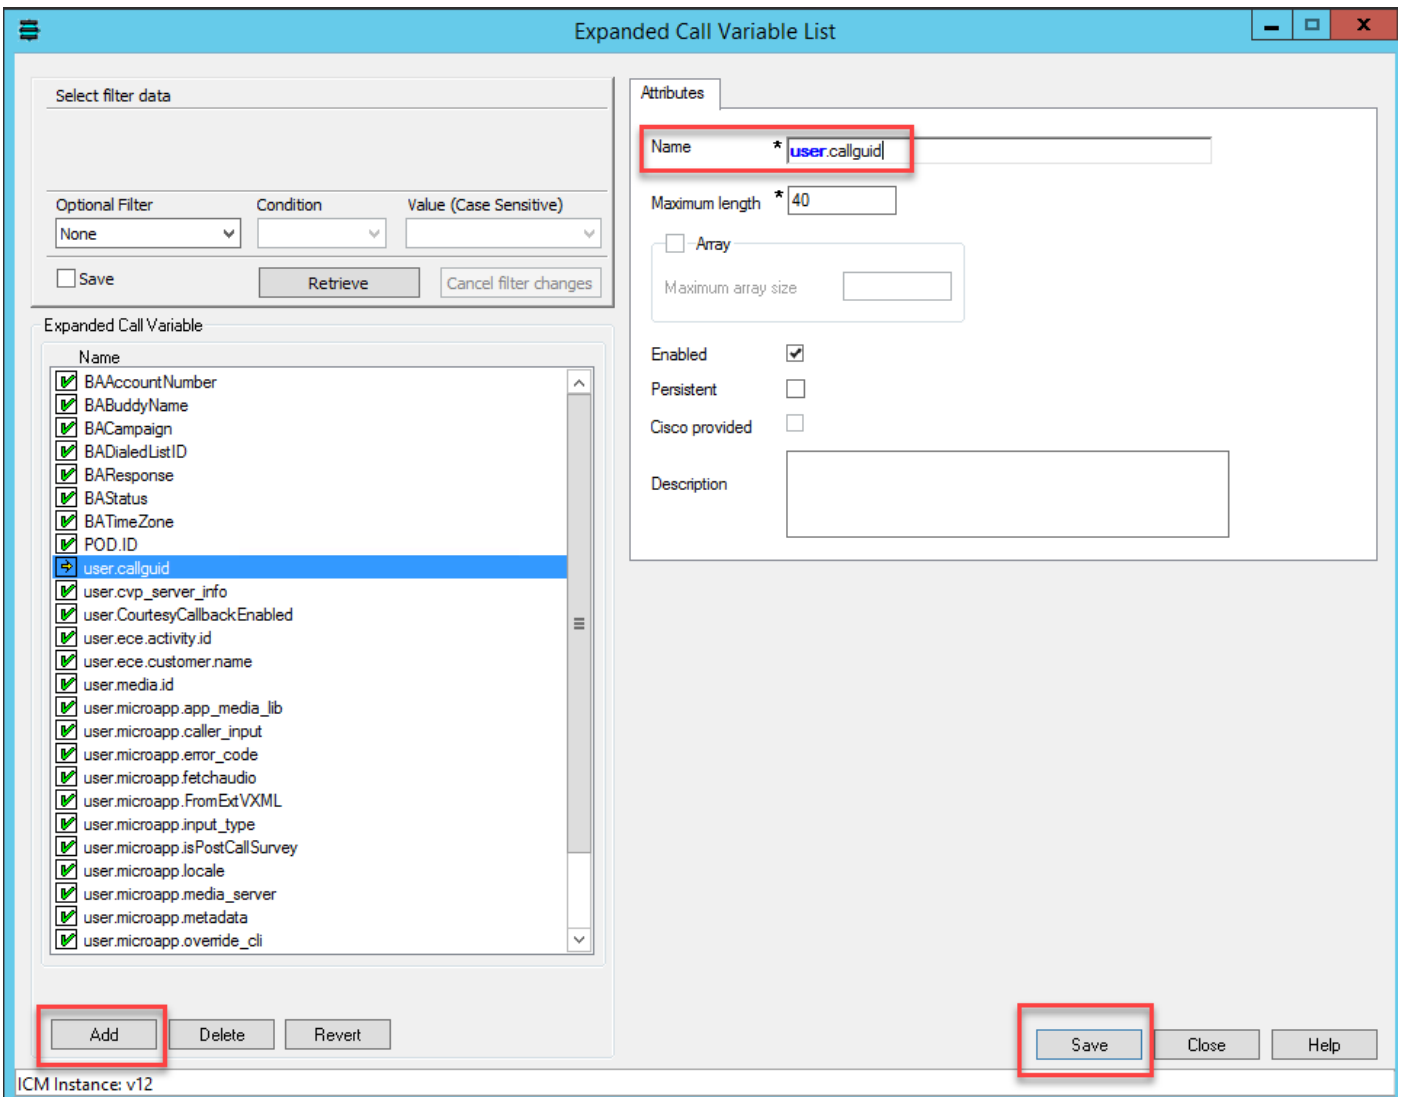 Expanded Call Variable List
Select filter data
Optional Filter Condition Value (Case Sensitive)
None
Save Retrieve Cancel filter changes
Expanded Call Variable
Name
BAAccountNumber
BABuddyName
BACampaign
BADialedListID
BAResponse
BAStatus
BATimeZone
POD.ID
user.callguid
user.cvp_server_info
user.CourtesyCallbackEnabled
user.ece.activity.id
user.ece.customer.name
user.media.id
user.microapp.app_media_lib
user.microapp.caller_input
user.microapp.error_code
user.microapp.fetchaudio
user.microapp.FromExtVXML
user.microapp.input_type
user.microapp.isPostCallSurvey
user.microapp.locale
user.microapp.media_server
user.microapp.metadata
user.microapp.override_cli
Add Delete Revert
Attributes
Name * user.callguid
Maximum length * 40
Array
Maximum array size
Enabled
Persistent
Cisco provided
Description
Save Close Help
ICM Instance: v12